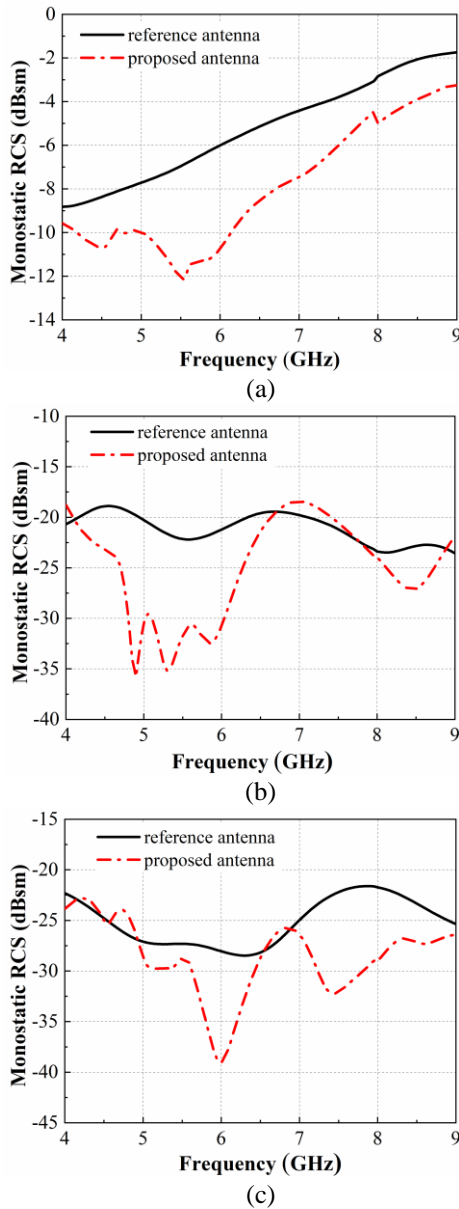 0
-2
-4
-6
-8
-10
-12
-14
Monostatic RCS (dBsm)
reference antenna
proposed antenna
4 5 6 7 8 9
Frequency (GHz)
(a)
-10
-15
-20
-25
-30
-35
-40
Monostatic RCS (dBsm)
reference antenna
proposed antenna
4 5 6 7 8 9
Frequency (GHz)
(b)
-15
-20
-25
-30
-35
-40
-45
Monostatic RCS (dBsm)
reference antenna
proposed antenna
4 5 6 7 8 9
Frequency (GHz)
(c)